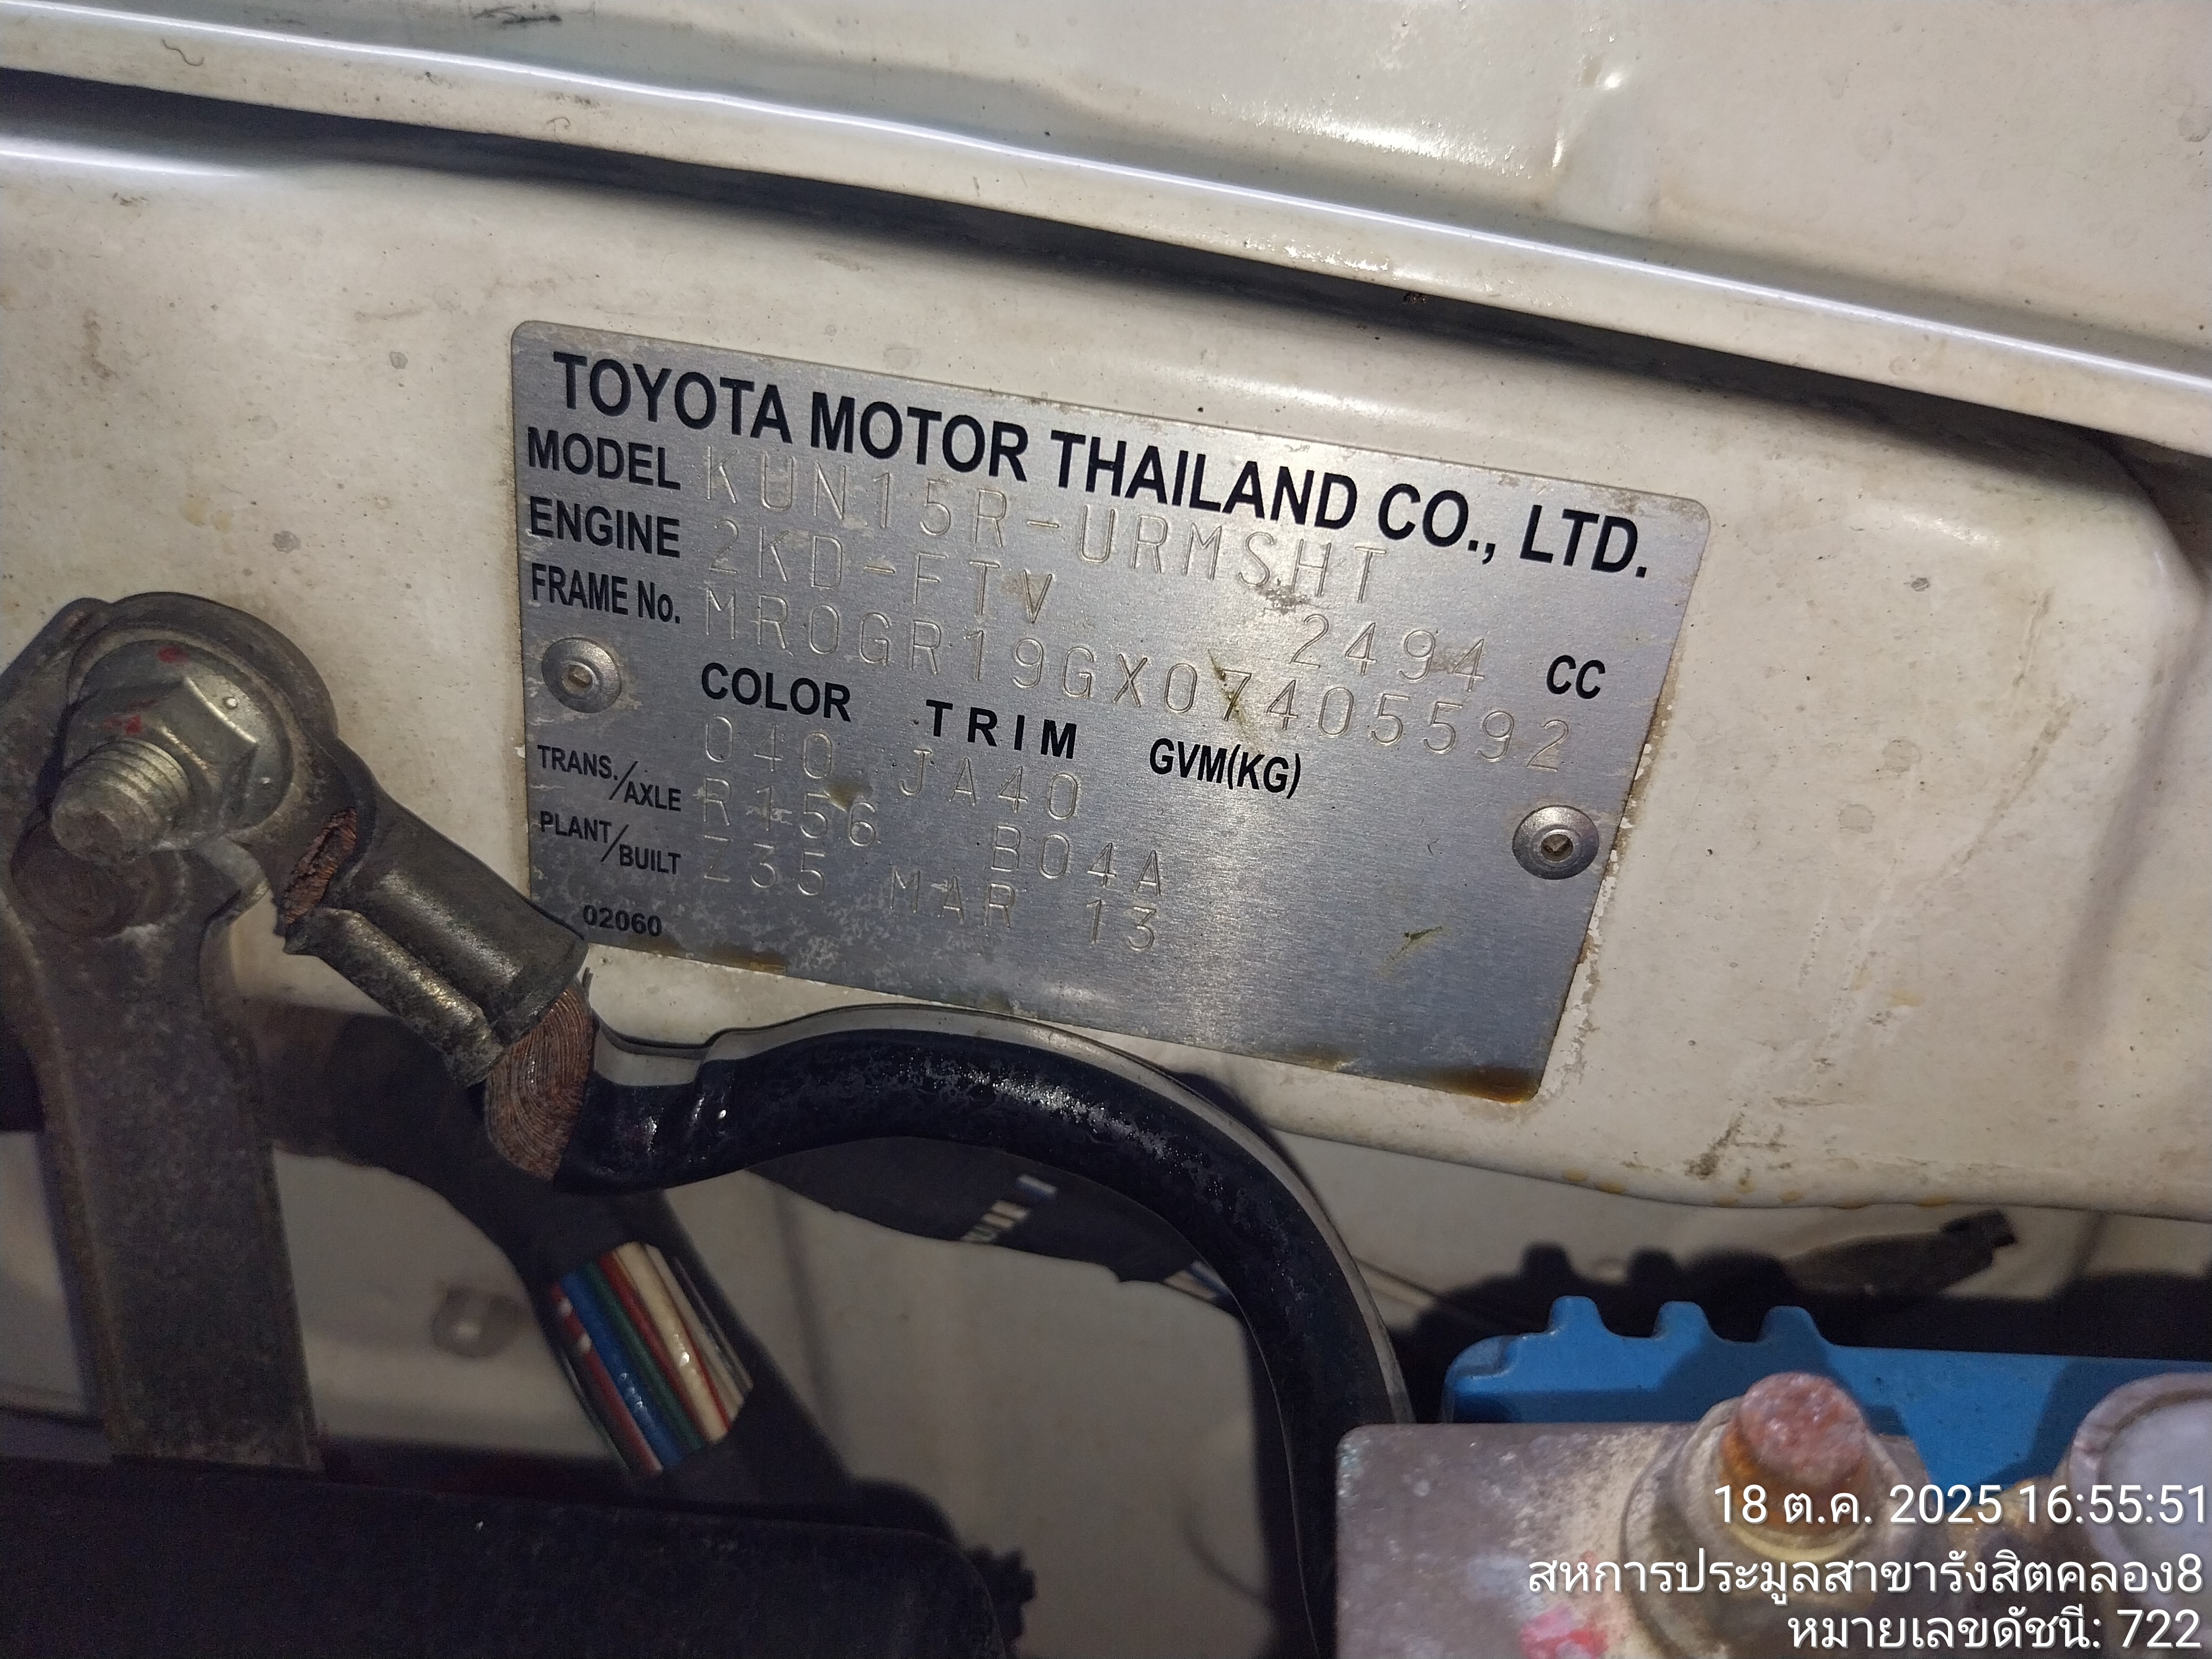 TOYOTA MOTOR THAILAND CO., LTD.
MODEL KUN15R-URMSHT
ENGINE 2KD-FTV 2494 CC
FRAME No. MR0GR19GX07405592
COLOR TRIM GVM(KG)
040 JA40
TRANS./AXLE R156 B04A
PLANT/BUILT Z35 MAR 13
02060
18 ต.ค. 2025 16:55:51
สหการประมูลสาขารังสิตคลอง8
หมายเลขดัชนี: 722